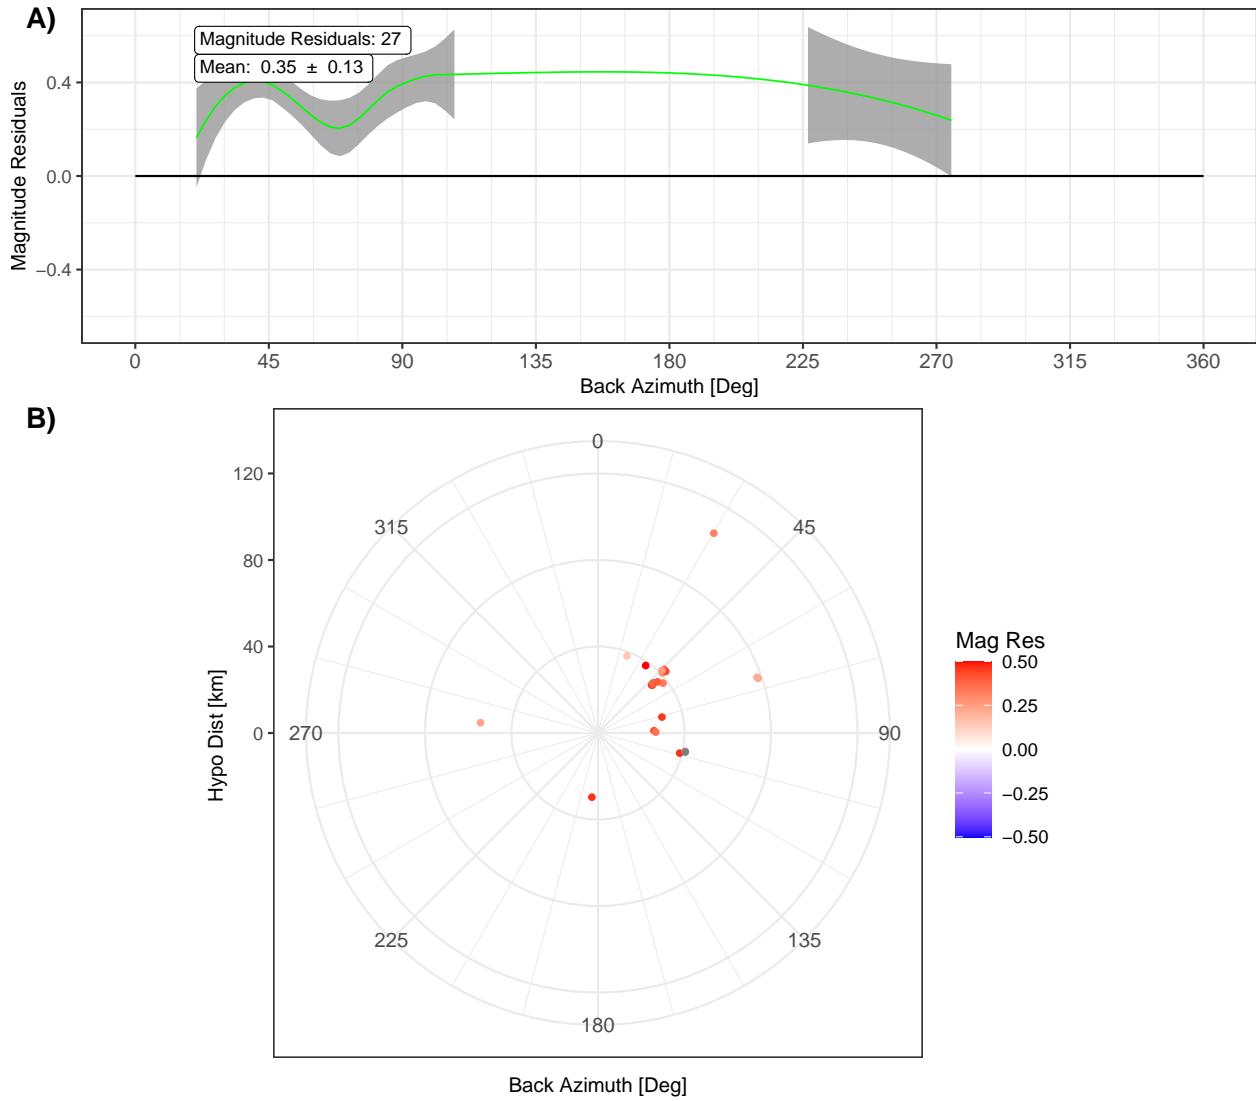 A)
Magnitude Residuals: 27
Mean: 0.35 ± 0.13
0.4
0.0
−0.4
Magnitude Residuals
0 45 90 135 180 225 270 315 360
Back Azimuth [Deg]
B)
0
45
90
135
180
225
270
315
120
80
40
0
Hypo Dist [km]
Back Azimuth [Deg]
Mag Res
0.50
0.25
0.00
−0.25
−0.50